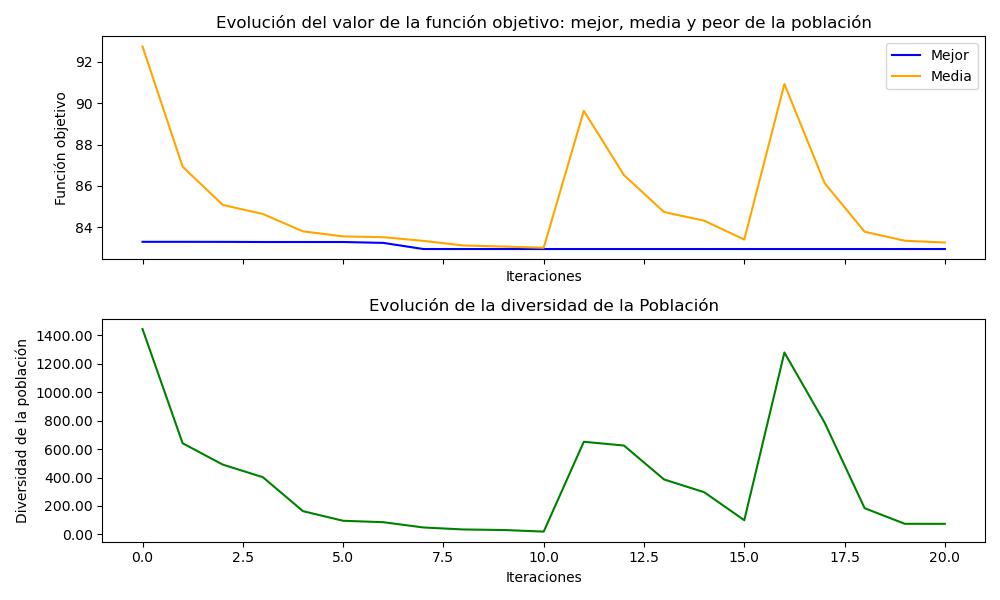 Evolución del valor de la función objetivo: mejor, media y peor de la población
Mejor
Media
Función objetivo
92
90
88
86
84
Iteraciones
Evolución de la diversidad de la Población
Diversidad de la población
1400.00
1200.00
1000.00
800.00
600.00
400.00
200.00
0.00
0.0 2.5 5.0 7.5 10.0 12.5 15.0 17.5 20.0
Iteraciones